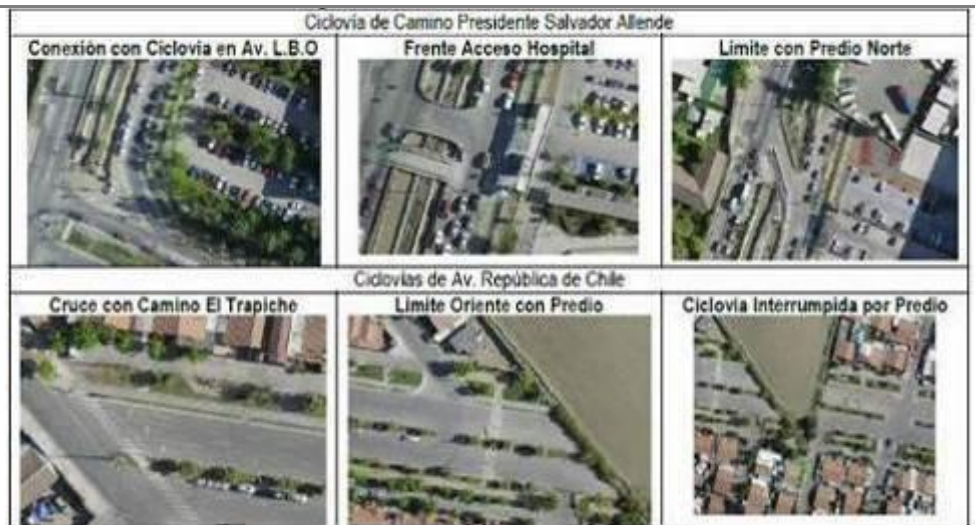 Ciclovía de Camino Presidente Salvador Allende
Conexión con Ciclovia en Av. L.B.O
Frente Acceso Hospital
Limite con Predio Norte
Ciclovías de Av. República de Chile
Cruce con Camino El Trapiche
Limite Oriente con Predio
Ciclovia Interrumpida por Predio